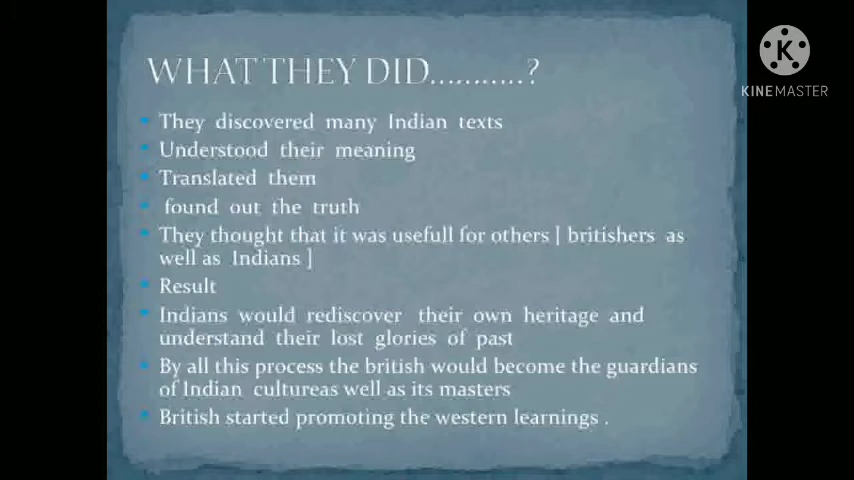 WHAT THEY DID...........?
They discovered many Indian texts
Understood their meaning
Translated them
found out the truth
They thought that it was usefull for others [ britishers as
well as Indians ]
Result
Indians would rediscover their own heritage and
understand their lost glories of past
By all this process the british would become the guardians
of Indian cultureas well as its masters
British started promoting the western learnings .
K
KINEMASTER